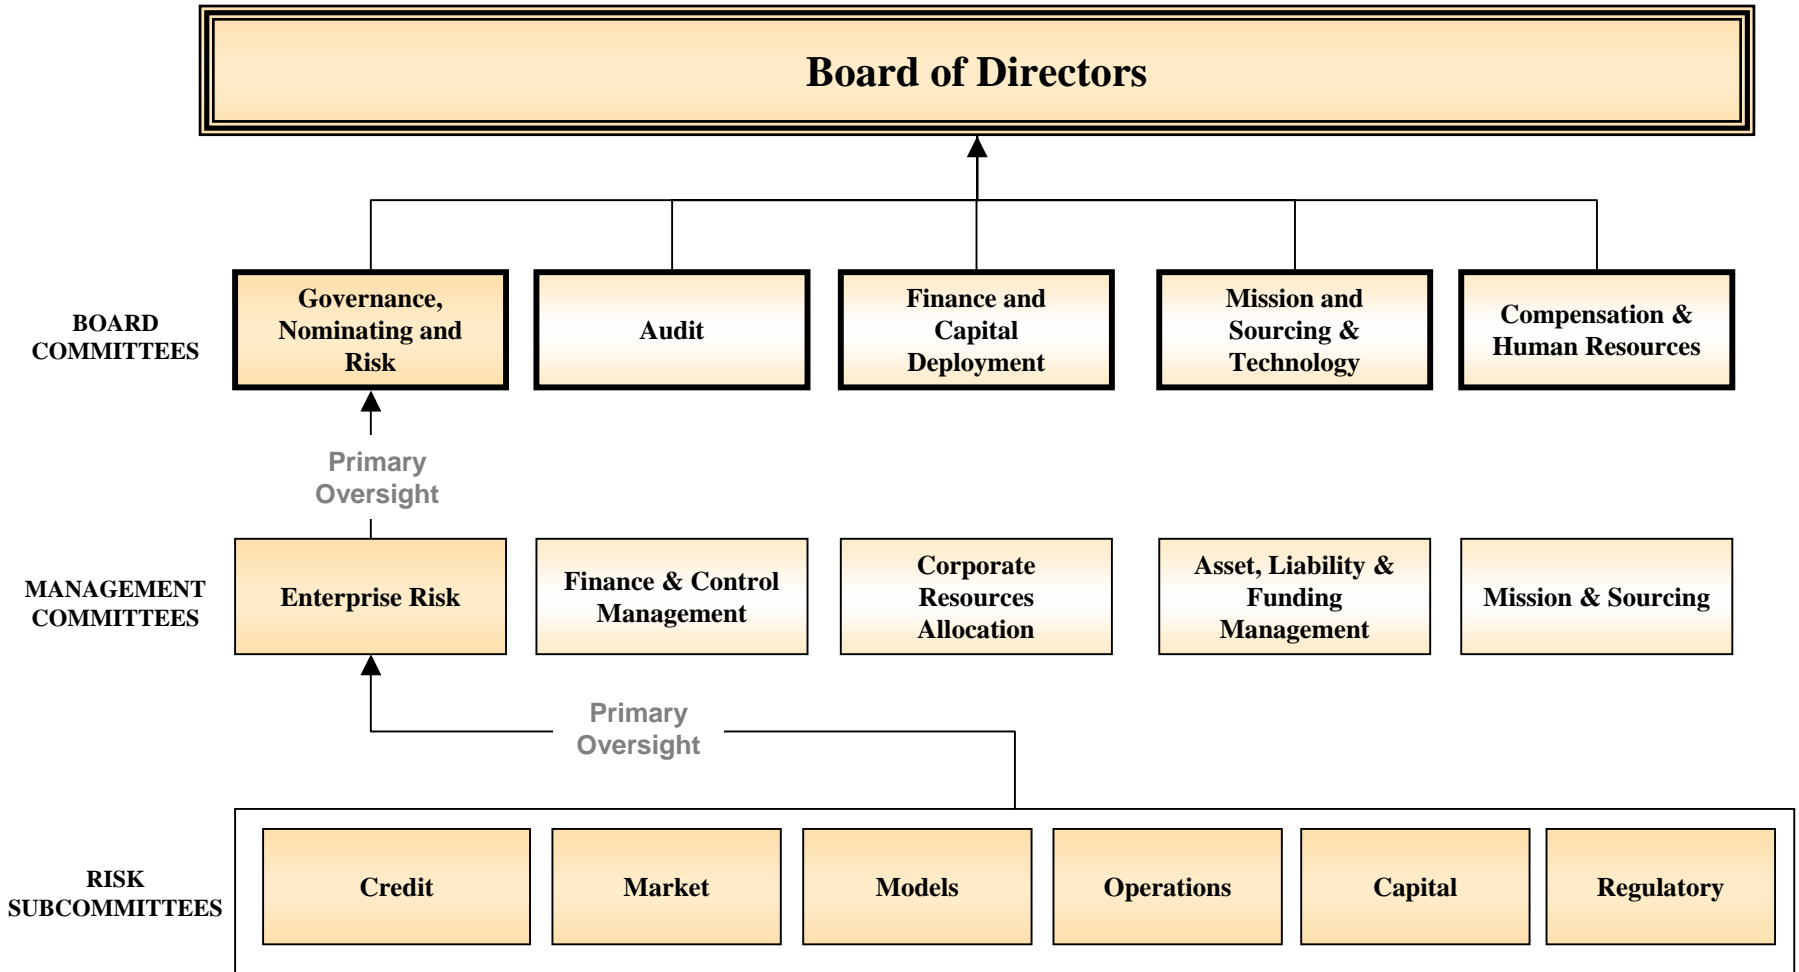 Board of Directors
BOARD
COMMITTEES
Governance,
Nominating and
Risk
Audit
Finance and
Capital
Deployment
Mission and
Sourcing &
Technology
Compensation &
Human Resources
Primary
Oversight
MANAGEMENT
COMMITTEES
Enterprise Risk
Finance & Control
Management
Corporate
Resources
Allocation
Asset, Liability &
Funding
Management
Mission & Sourcing
Primary
Oversight
RISK
SUBCOMMITTEES
Credit
Market
Models
Operations
Capital
Regulatory